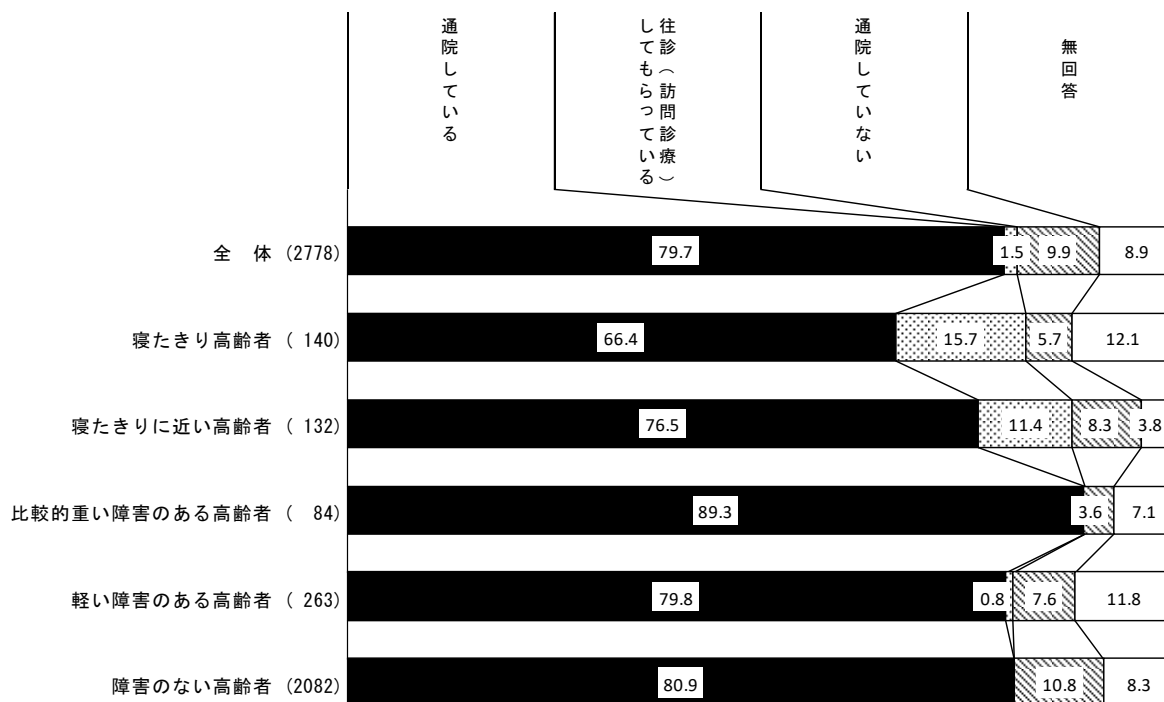 通院している
往診（訪問診療）
してもらっている
通院していない
無回答
全　体 (2778) 79.7 1.5 9.9 8.9
寝たきり高齢者 ( 140) 66.4 15.7 5.7 12.1
寝たきりに近い高齢者 ( 132) 76.5 11.4 8.3 3.8
比較的重い障害のある高齢者 ( 84) 89.3 3.6 7.1
軽い障害のある高齢者 ( 263) 79.8 0.8 7.6 11.8
障害のない高齢者 (2082) 80.9 10.8 8.3